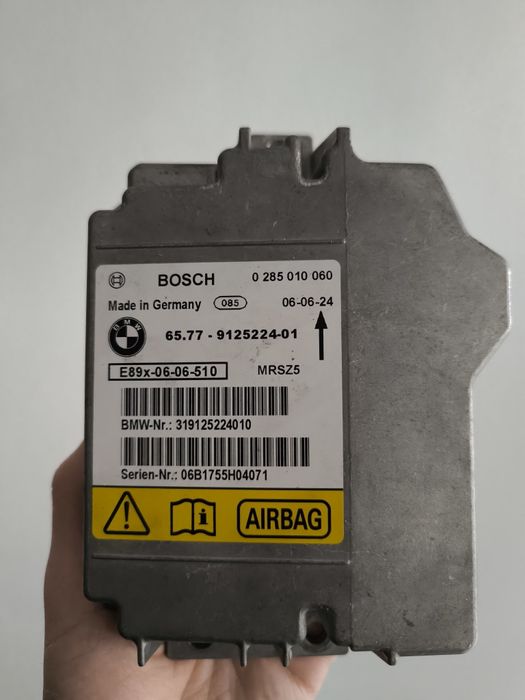 BOSCH 0 285 010 060
Made in Germany 085 06-06-24
BMW 65.77 - 9125224-01
E89x-06-06-510 MRSZ5
BMW-Nr.: 319125224010
Serien-Nr.: 06B1755H04071
AIRBAG